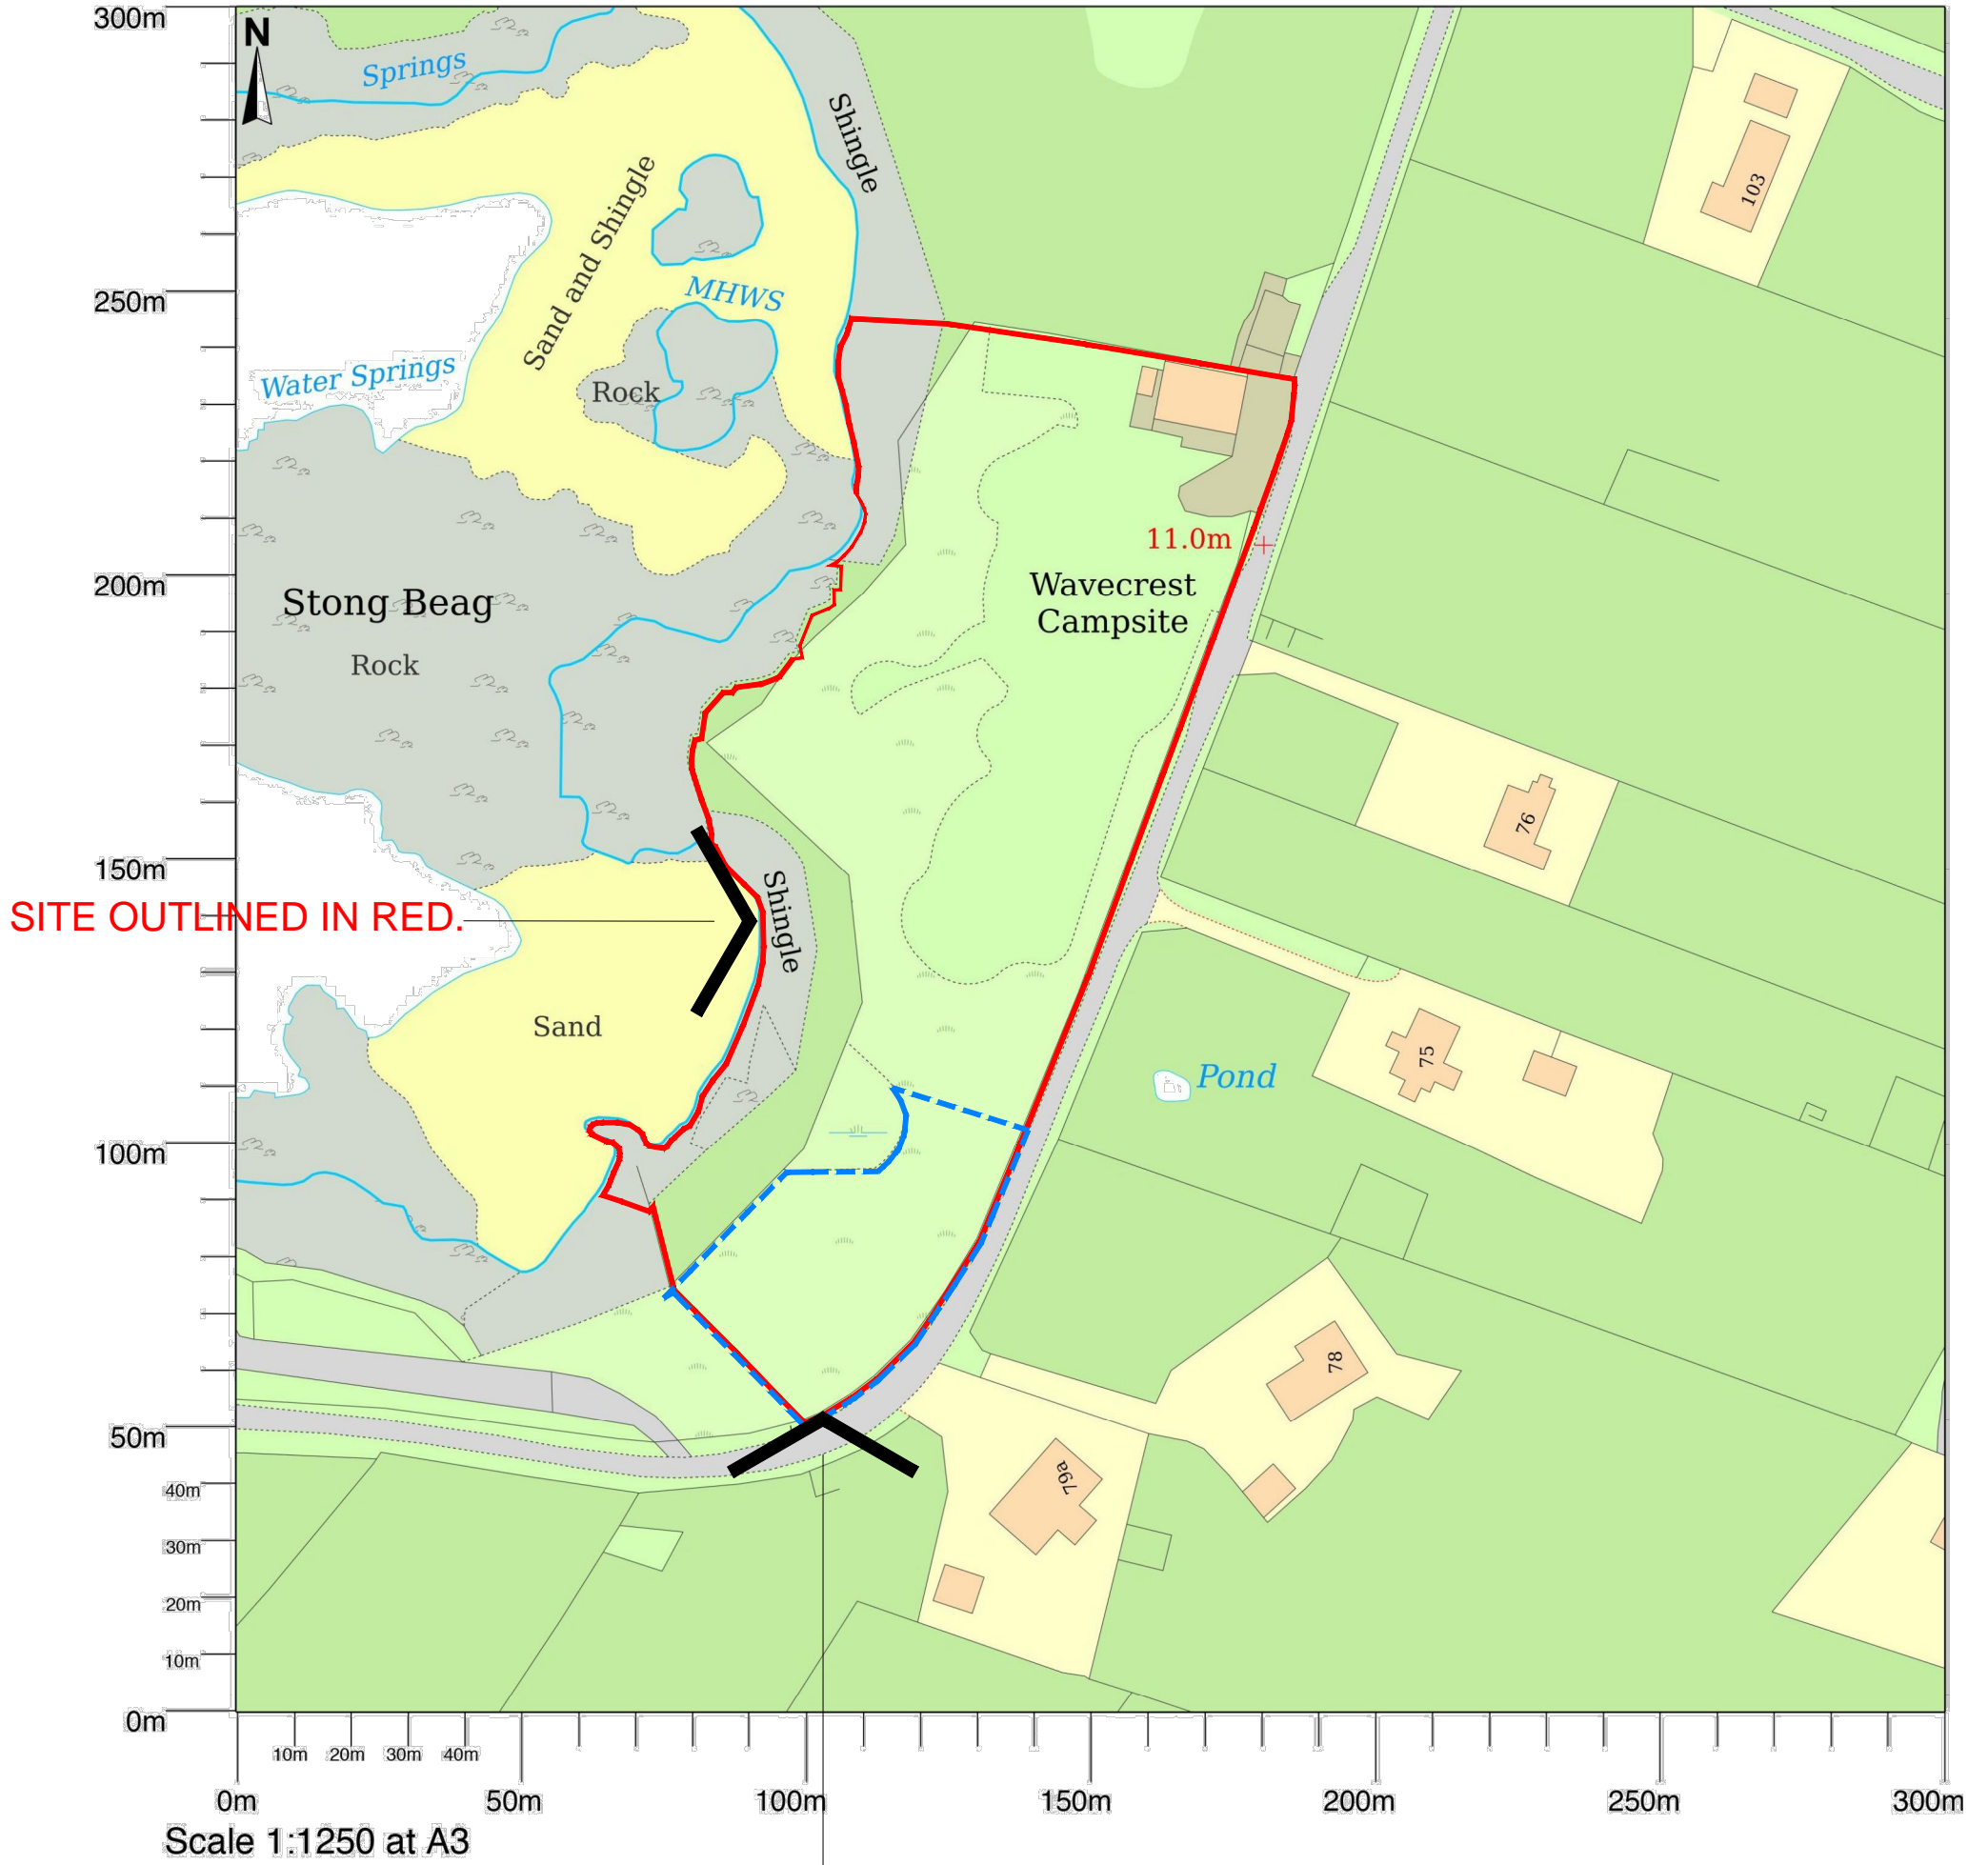 300m
N
Springs
Shingle
103
Sand and Shingle
250m
MHWS
Water Springs
Rock
11.0m
200m
Stong Beag
Wavecrest
Campsite
Rock
76
150m
Shingle
SITE OUTLINED IN RED.
Sand
75
Pond
100m
78
50m
79a
40m
30m
20m
10m
0m
10m 20m 30m 40m
0m 50m 100m 150m 200m 250m 300m
Scale 1:1250 at A3